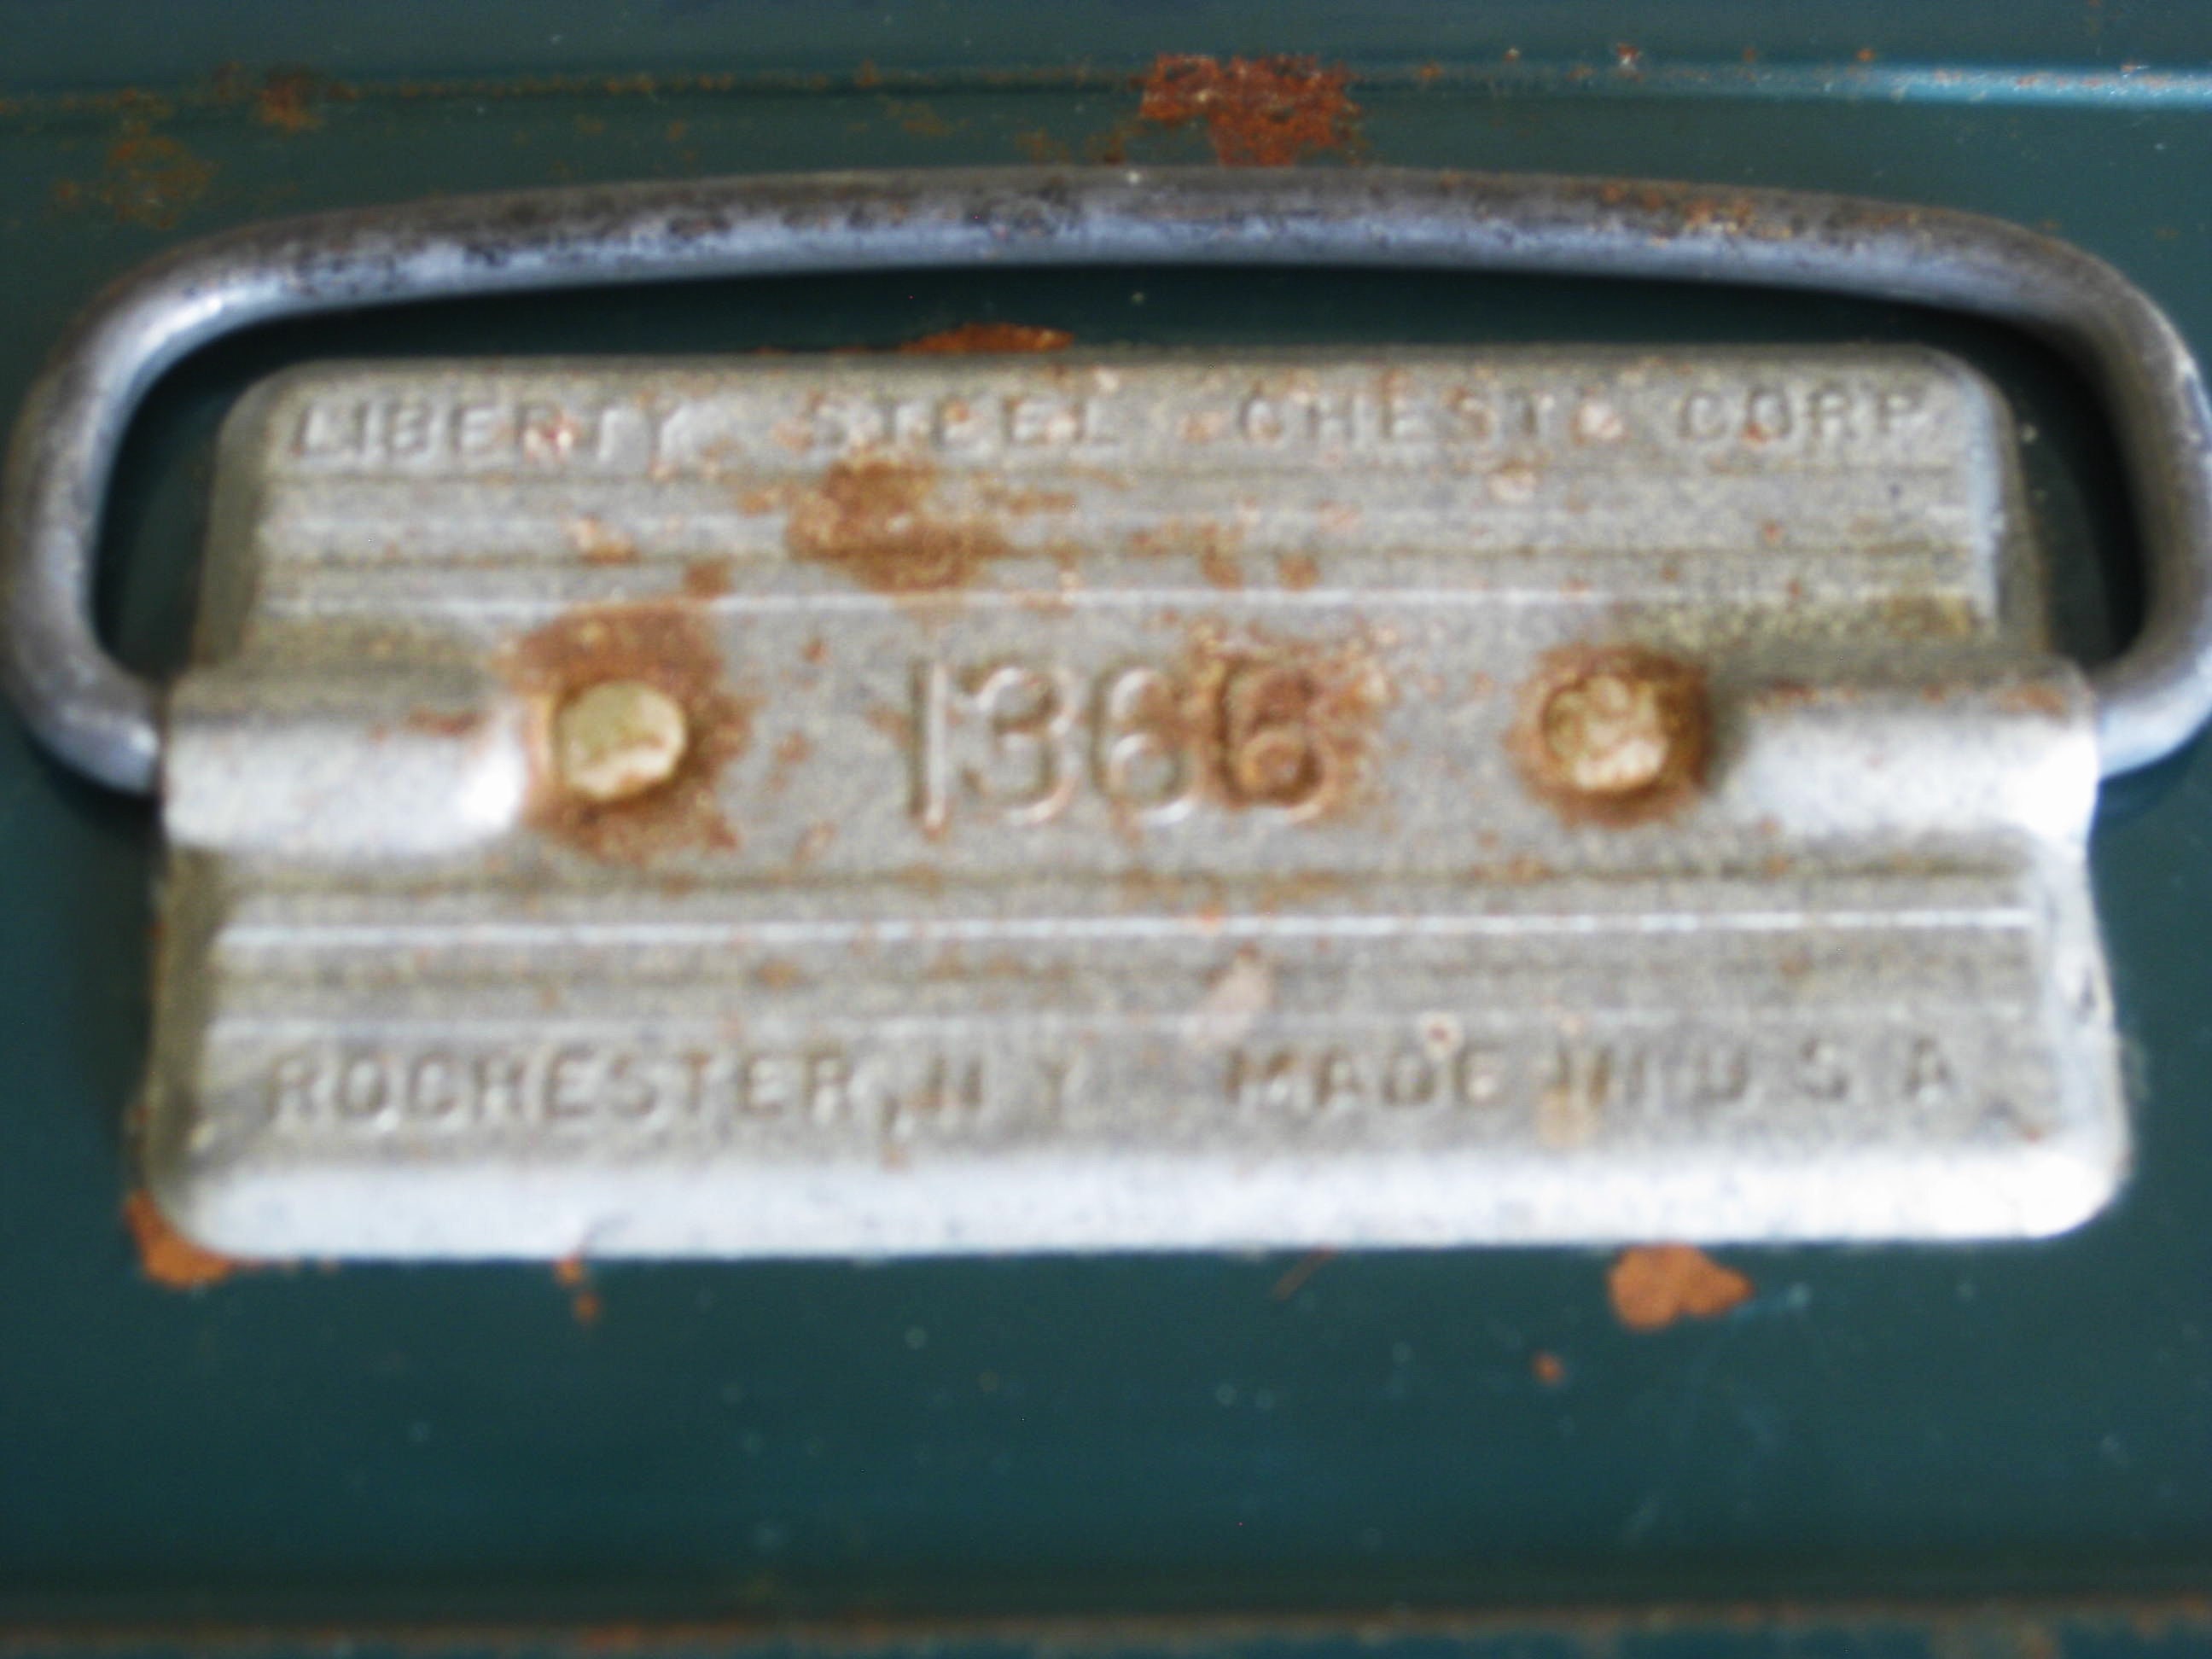 LIBERTY STEEL CHEST CORP
1366
ROCHESTER, N Y MADE IN U S A